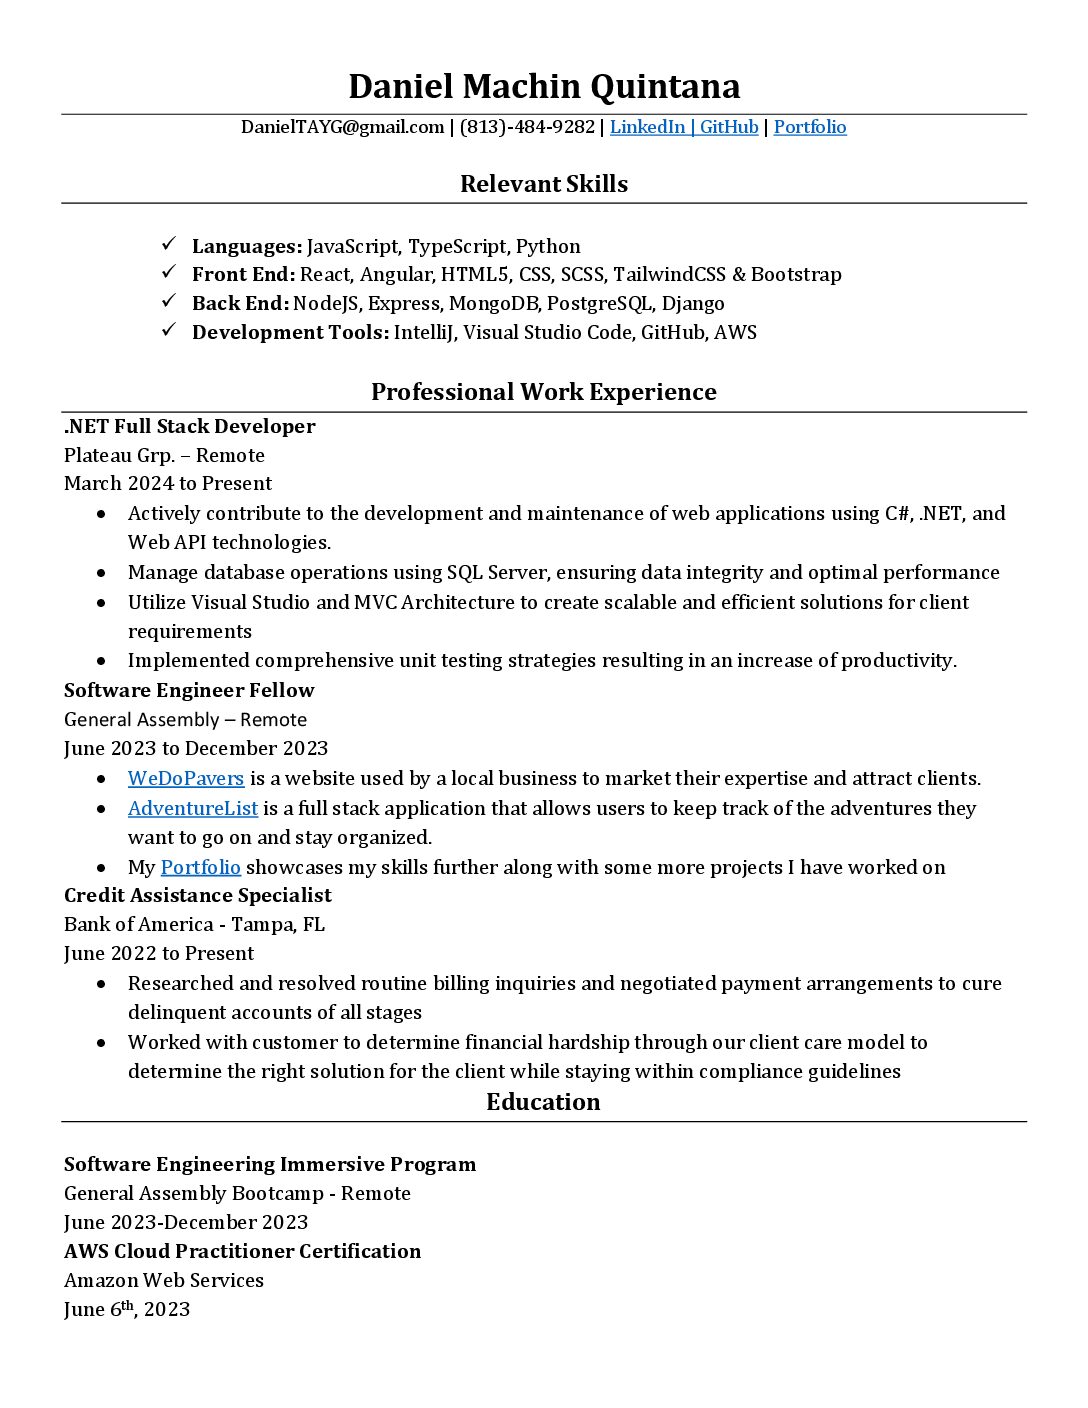 Daniel Machin Quintana
DanielTAYG@gmail.com | (813)-484-9282 | LinkedIn | GitHub | Portfolio
Relevant Skills
✓ Languages: JavaScript, TypeScript, Python
✓ Front End: React, Angular, HTML5, CSS, SCSS, TailwindCSS & Bootstrap
✓ Back End: NodeJS, Express, MongoDB, PostgreSQL, Django
✓ Development Tools: IntelliJ, Visual Studio Code, GitHub, AWS
Professional Work Experience
.NET Full Stack Developer
Plateau Grp. – Remote
March 2024 to Present
• Actively contribute to the development and maintenance of web applications using C#, .NET, and
Web API technologies.
• Manage database operations using SQL Server, ensuring data integrity and optimal performance
• Utilize Visual Studio and MVC Architecture to create scalable and efficient solutions for client
requirements
• Implemented comprehensive unit testing strategies resulting in an increase of productivity.
Software Engineer Fellow
General Assembly – Remote
June 2023 to December 2023
• WeDoPavers is a website used by a local business to market their expertise and attract clients.
• AdventureList is a full stack application that allows users to keep track of the adventures they
want to go on and stay organized.
• My Portfolio showcases my skills further along with some more projects I have worked on
Credit Assistance Specialist
Bank of America - Tampa, FL
June 2022 to Present
• Researched and resolved routine billing inquiries and negotiated payment arrangements to cure
delinquent accounts of all stages
• Worked with customer to determine financial hardship through our client care model to
determine the right solution for the client while staying within compliance guidelines
Education
Software Engineering Immersive Program
General Assembly Bootcamp - Remote
June 2023-December 2023
AWS Cloud Practitioner Certification
Amazon Web Services
June 6th, 2023